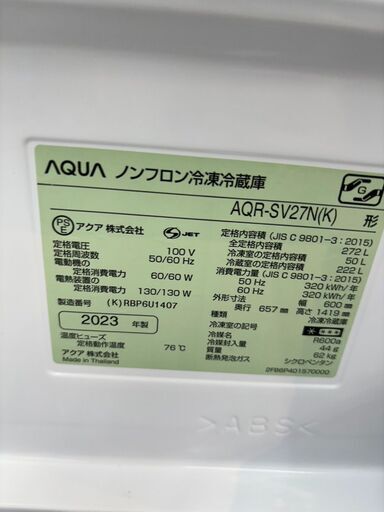 AQUA ノンフロン冷凍冷蔵庫
G
AQR-SV27N(K) 形
PSE アクア 株式会社 S JET
定格電圧 100 V
定格周波数 50/60 Hz
電動機の
定格消費電力 60/60 W
電熱装置の
定格消費電力 130/130 W
製造番号 (K)RBP6U1407
2023 年製
温度ヒューズ
定格動作温度 76℃
アクア 株式会社
Made in Thailand
定格内容積 (JIS C 9801-3:2015)
全定格内容積 272 L
冷凍室の定格内容積 50 L
冷蔵室の定格内容積 222 L
消費電力量 (JIS C 9801-3:2015)
50 Hz 320 kWh/年
60 Hz 320 kWh/年
外形寸法 幅 600 mm
奥行 657 mm 高さ 1419 mm
種類 冷凍冷蔵庫
冷凍室の記号
冷媒名 R600a
冷媒封入量 44 g
質量 62 kg
断熱発泡ガス シクロペンタン
2FB6P401S70000
>ABS<